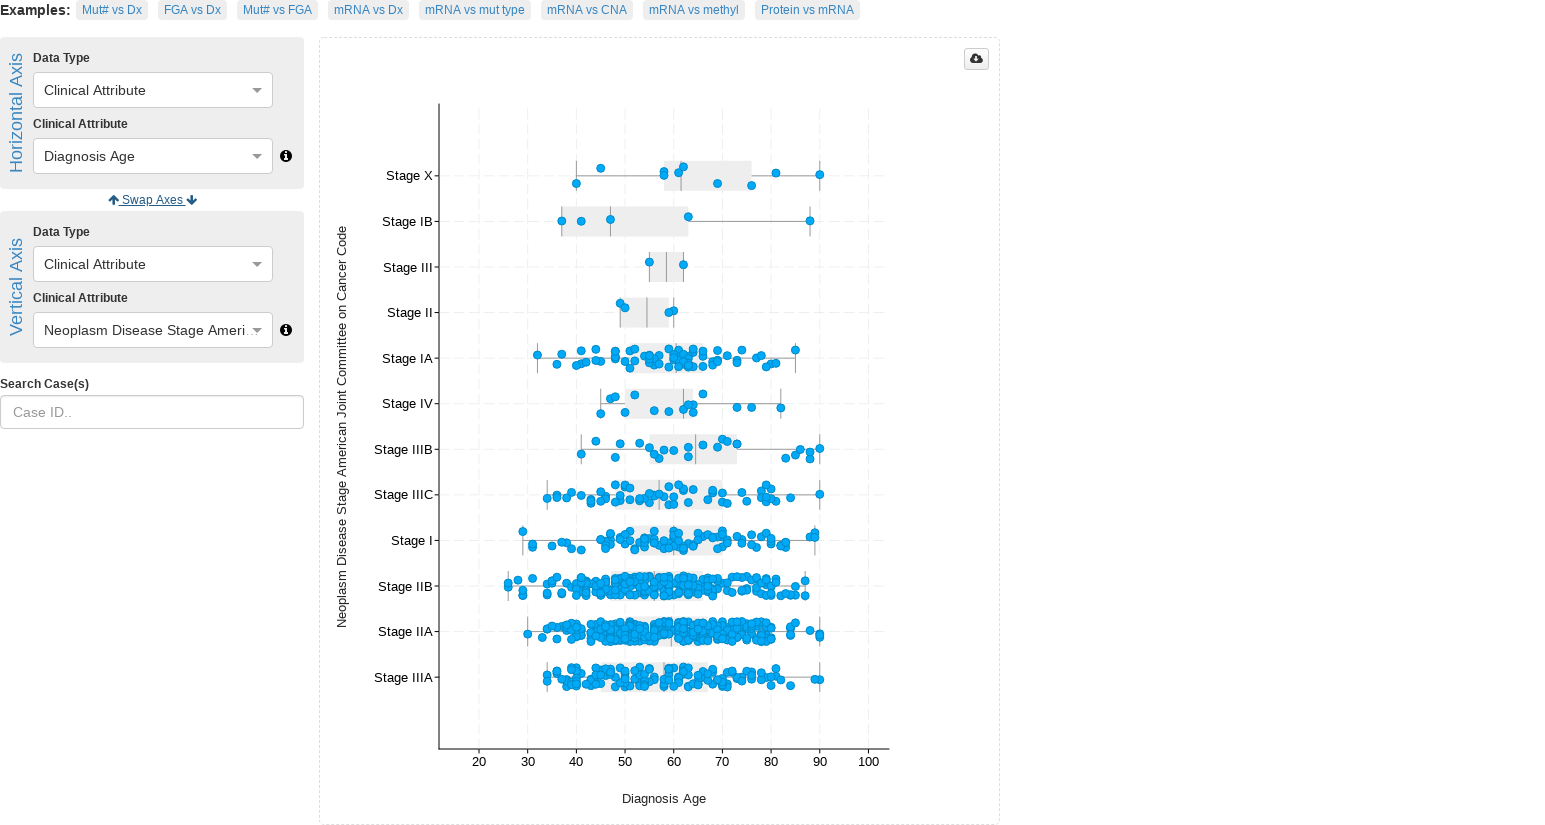 Examples: Mut# vs Dx FGA vs Dx Mut# vs FGA mRNA vs Dx mRNA vs mut type mRNA vs CNA mRNA vs methyl Protein vs mRNA
Horizontal Axis
Data Type
Clinical Attribute
Clinical Attribute
Diagnosis Age
Swap Axes
Vertical Axis
Data Type
Clinical Attribute
Clinical Attribute
Neoplasm Disease Stage Ameri...
Search Case(s)
Case ID..
Neoplasm Disease Stage American Joint Committee on Cancer Code
Stage X
Stage IB
Stage III
Stage II
Stage IA
Stage IV
Stage IIIB
Stage IIIC
Stage I
Stage IIB
Stage IIA
Stage IIIA
20 30 40 50 60 70 80 90 100
Diagnosis Age